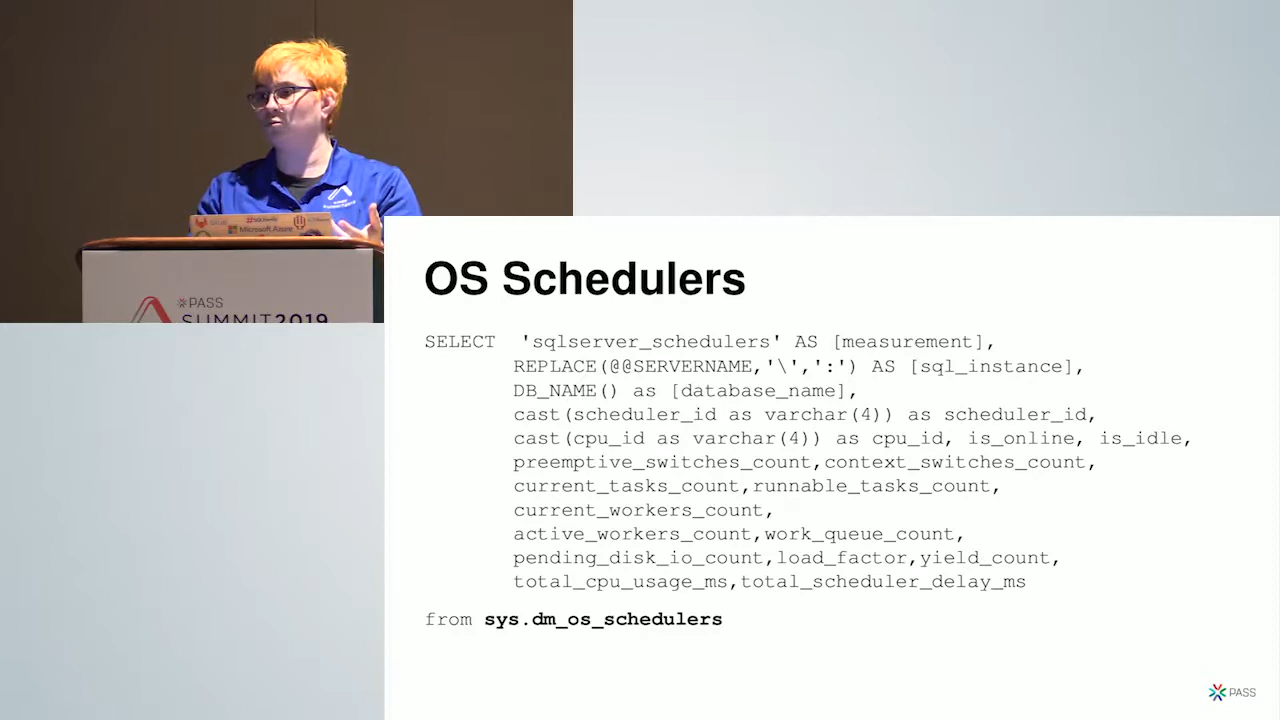 Microsoft Azure
PASS
SUMMIT 2019
OS Schedulers
SELECT 'sqlserver_schedulers' AS [measurement],
REPLACE(@@SERVERNAME,'\',':') AS [sql_instance],
DB_NAME() as [database_name],
cast(scheduler_id as varchar(4)) as scheduler_id,
cast(cpu_id as varchar(4)) as cpu_id, is_online, is_idle,
preemptive_switches_count,context_switches_count,
current_tasks_count,runnable_tasks_count,
current_workers_count,
active_workers_count,work_queue_count,
pending_disk_io_count,load_factor,yield_count,
total_cpu_usage_ms,total_scheduler_delay_ms
from sys.dm_os_schedulers
PASS